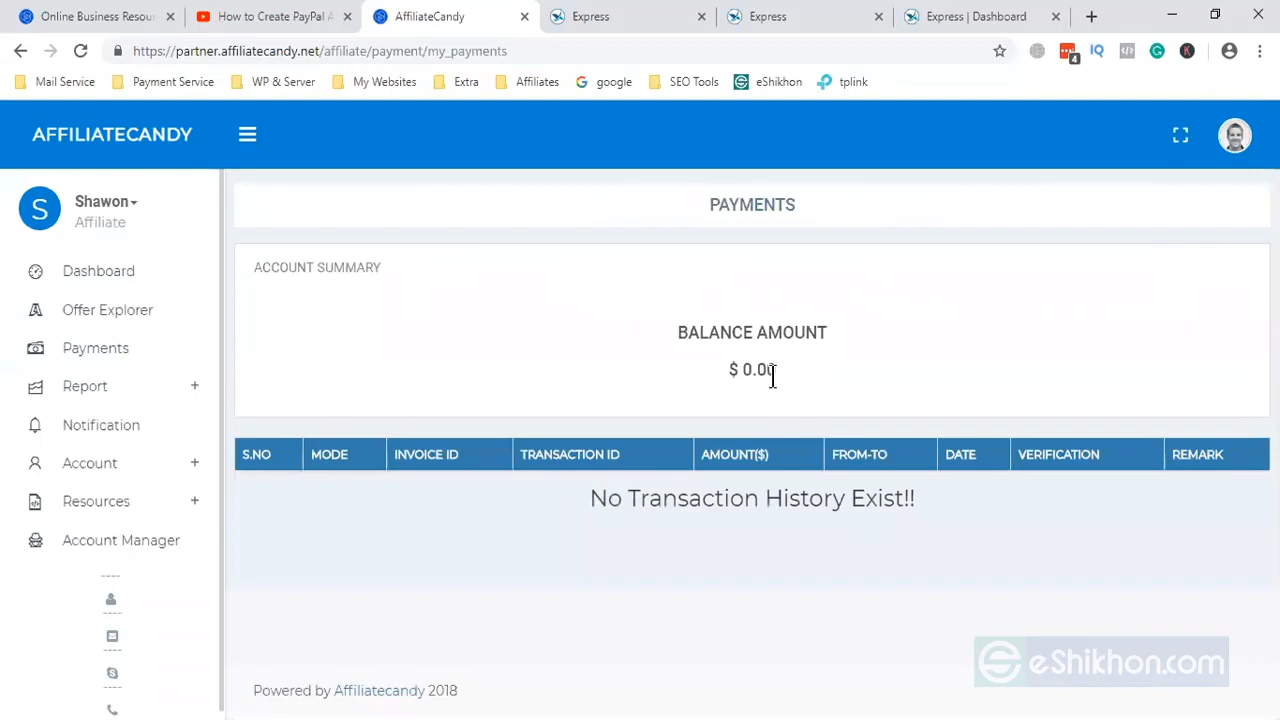 Online Business Resou
How to Create PayPal A
AffiliateCandy
Express
Express
Express | Dashboard
https://partner.affiliatecandy.net/affiliate/payment/my_payments
IQ
4
K
Mail Service
Payment Service
WP & Server
My Websites
Extra
Affiliates
google
SEO Tools
eShikhon
tplink
AFFILIATECANDY
S
Shawon
Affiliate
Dashboard
Offer Explorer
Payments
Report +
Notification
Account +
Resources +
Account Manager
PAYMENTS
ACCOUNT SUMMARY
BALANCE AMOUNT
$ 0.00
S.NO MODE INVOICE ID TRANSACTION ID AMOUNT($) FROM-TO DATE VERIFICATION REMARK
No Transaction History Exist!!
eShikhon.com
Powered by Affiliatecandy 2018